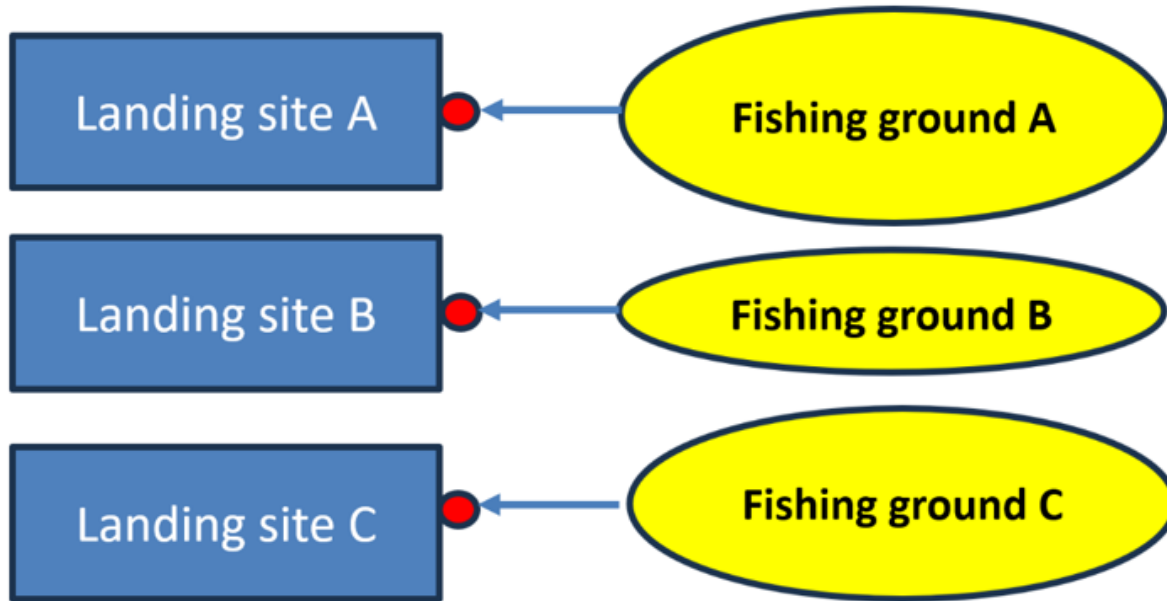 Landing site A
Fishing ground A
Landing site B
Fishing ground B
Landing site C
Fishing ground C